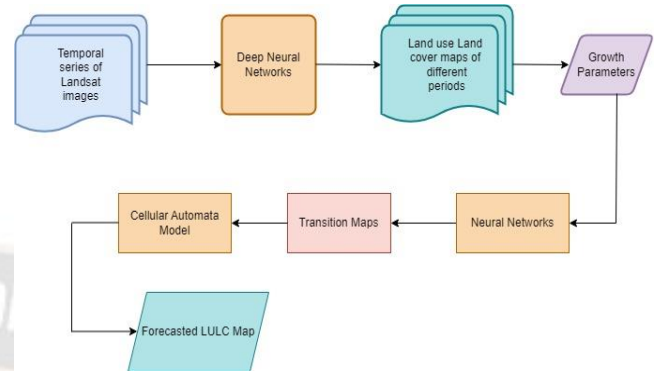 Temporal
series of
Landsat
images
Deep Neural
Networks
Land use Land
cover maps of
different
periods
Growth
Parameters
Cellular Automata
Model
Transition Maps
Neural Networks
Forecasted LULC Map